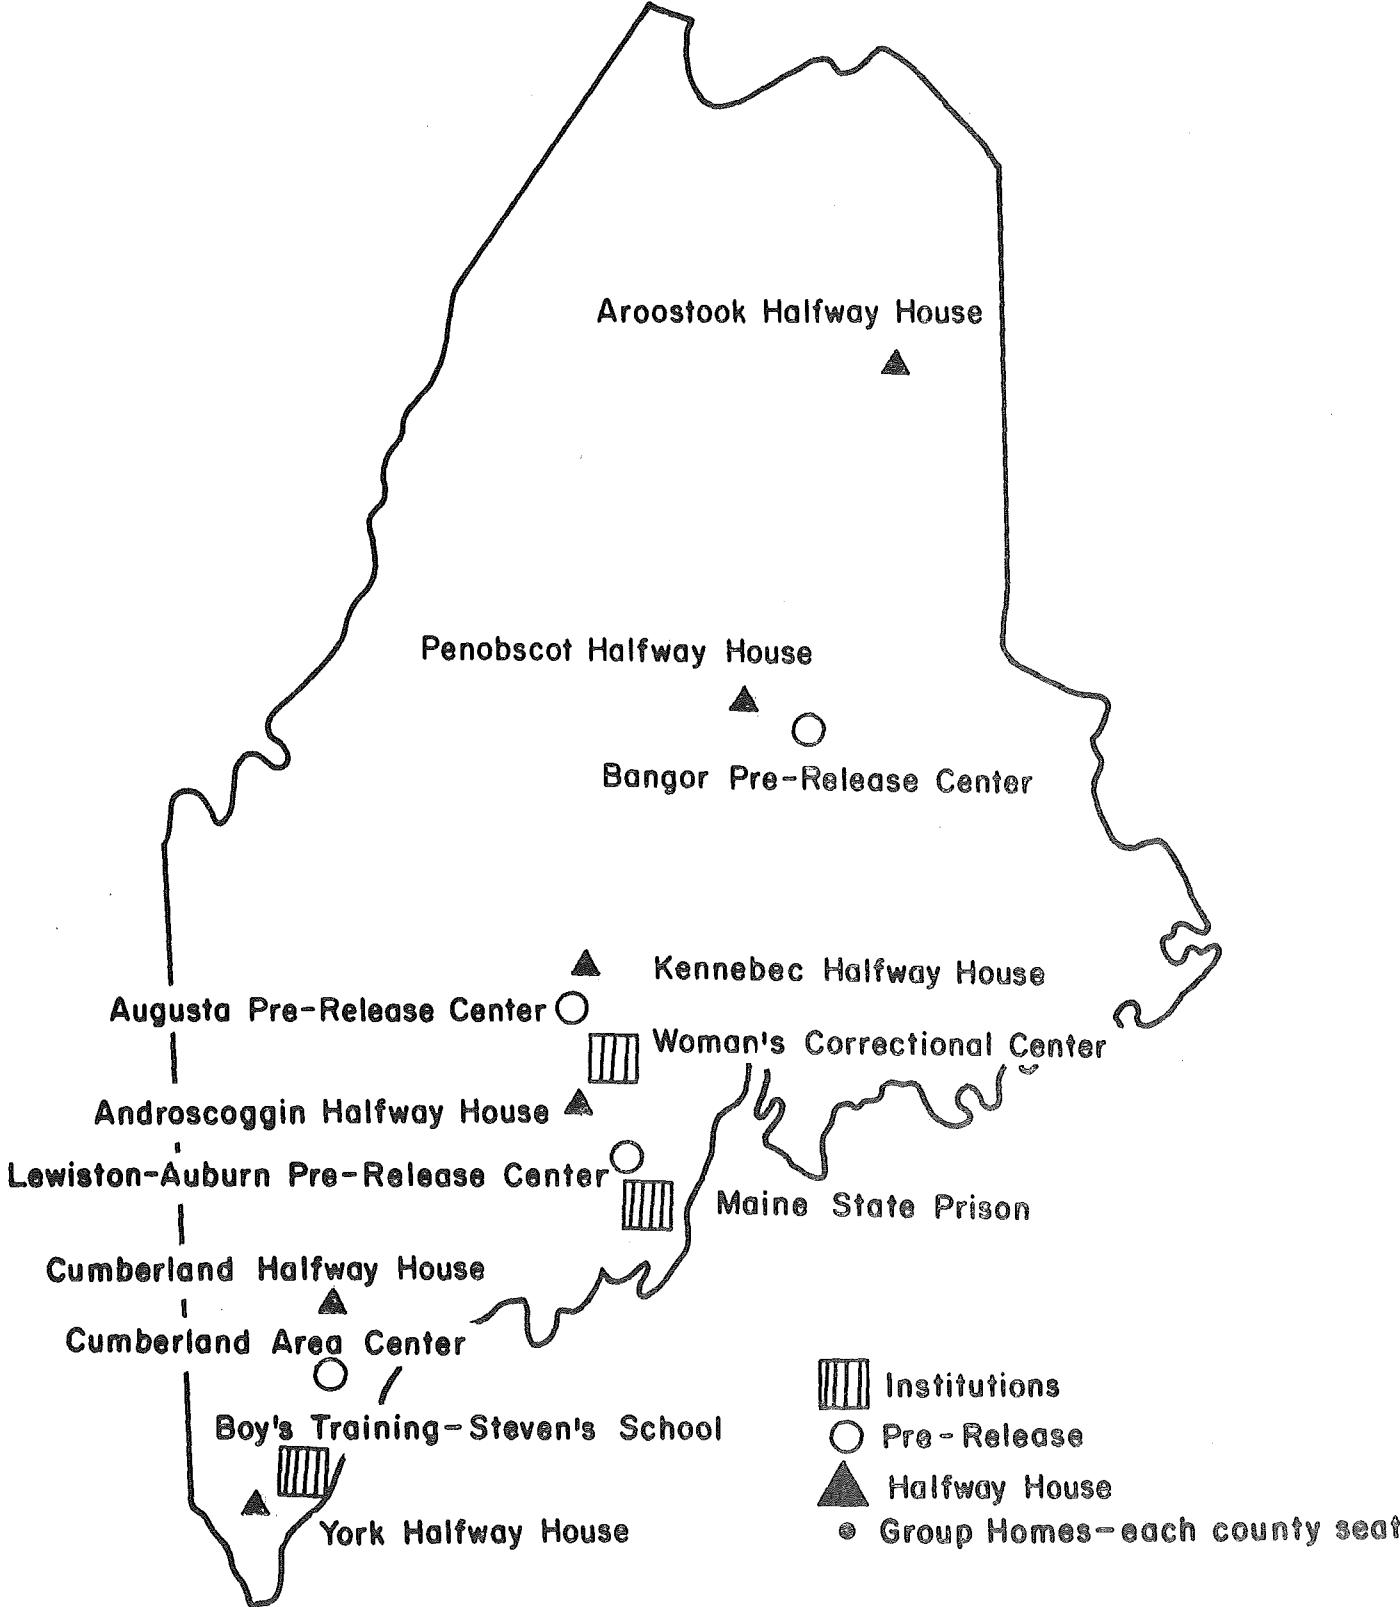 Aroostook Halfway House
Penobscot Halfway House
Bangor Pre-Release Center
Kennebec Halfway House
Augusta Pre-Release Center
Woman's Correctional Center
Androscoggin Halfway House
Lewiston-Auburn Pre-Release Center
Maine State Prison
Cumberland Halfway House
Cumberland Area Center
Boy's Training-Steven's School
York Halfway House
Institutions
Pre-Release
Halfway House
Group Homes-each county seat